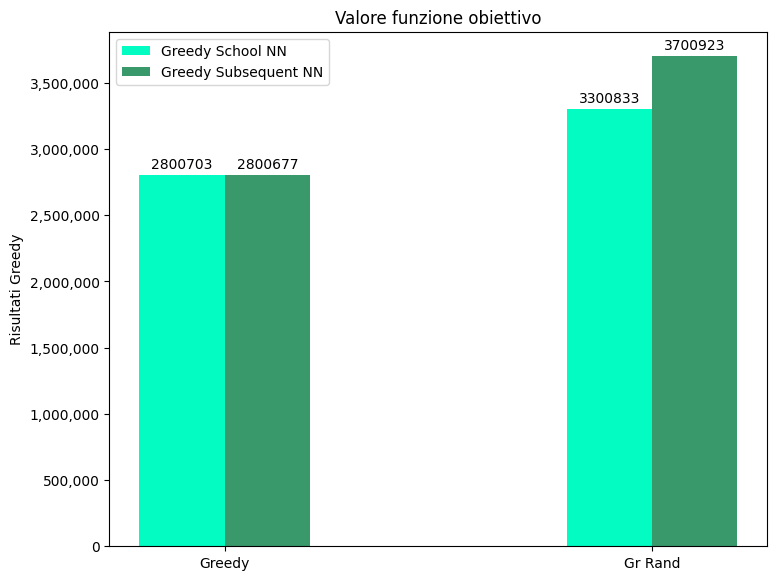 Valore funzione obiettivo
Greedy School NN
Greedy Subsequent NN
3700923
3300833
2800703
2800677
Risultati Greedy
3,500,000
3,000,000
2,500,000
2,000,000
1,500,000
1,000,000
500,000
0
Greedy
Gr Rand